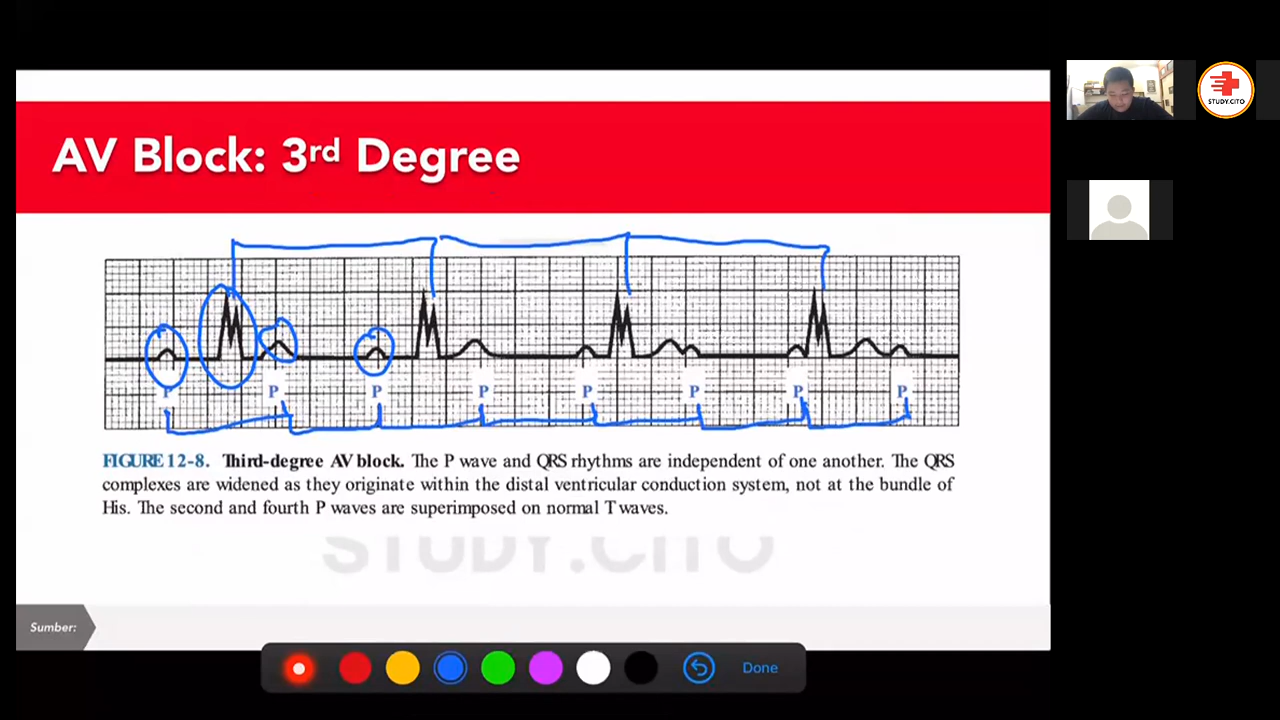 AV Block: 3rd Degree
STUDY.CITO
P P P P P P P P
FIGURE 12-8. Third-degree AV block. The P wave and QRS rhythms are independent of one another. The QRS
complexes are widened as they originate within the distal ventricular conduction system, not at the bundle of
His. The second and fourth P waves are superimposed on normal T waves.
STUDY.CITO
Sumber:
Done